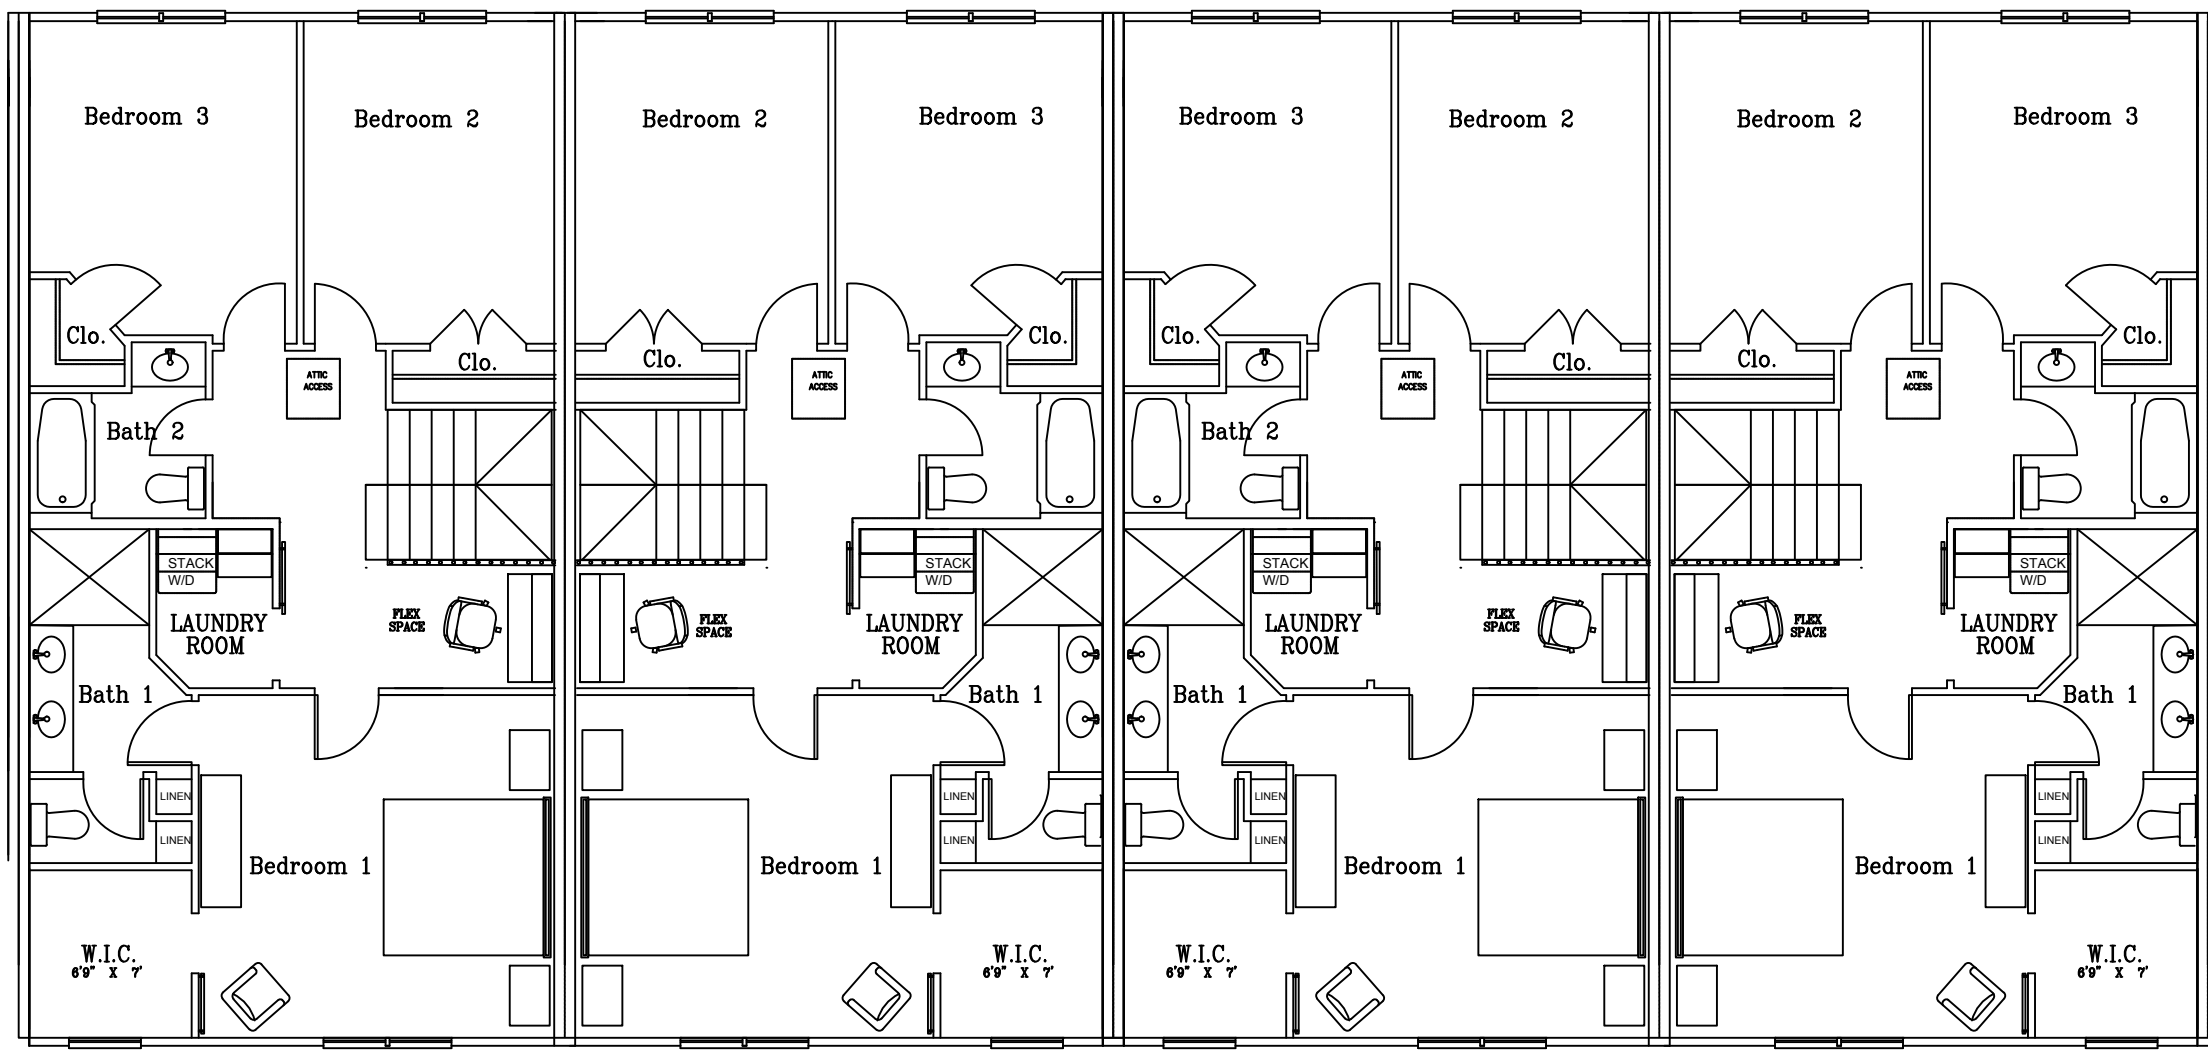 Bedroom 3
Bedroom 2
Bedroom 2
Bedroom 3
Bedroom 3
Bedroom 2
Bedroom 2
Bedroom 3
Clo.
Clo.
Clo.
Clo.
Clo.
Clo.
Clo.
Clo.
ATTIC
ACCESS
ATTIC
ACCESS
ATTIC
ACCESS
ATTIC
ACCESS
Bath 2
Bath 2
STACK
W/D
STACK
W/D
STACK
W/D
STACK
W/D
LAUNDRY
ROOM
FLEX
SPACE
FLEX
SPACE
LAUNDRY
ROOM
LAUNDRY
ROOM
FLEX
SPACE
FLEX
SPACE
LAUNDRY
ROOM
Bath 1
Bath 1
Bath 1
Bath 1
LINEN
LINEN
LINEN
LINEN
LINEN
LINEN
LINEN
LINEN
Bedroom 1
Bedroom 1
Bedroom 1
Bedroom 1
W.I.C.
6'9" X 7'
W.I.C.
6'9" X 7'
W.I.C.
6'9" X 7'
W.I.C.
6'9" X 7'